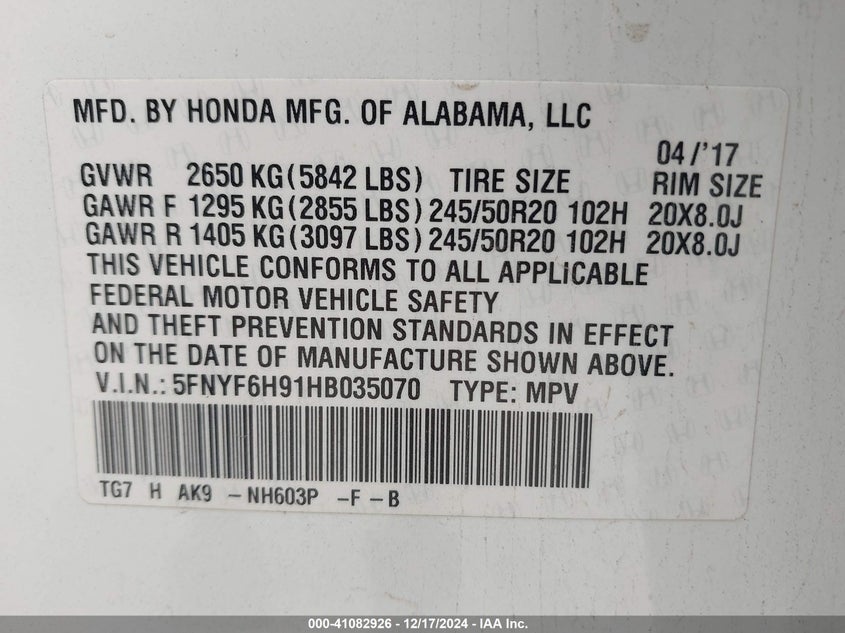 MFD. BY HONDA MFG. OF ALABAMA, LLC
04/'17
GVWR 2650 KG(5842 LBS) TIRE SIZE RIM SIZE
GAWR F 1295 KG(2855 LBS) 245/50R20 102H 20X8.0J
GAWR R 1405 KG(3097 LBS) 245/50R20 102H 20X8.0J
THIS VEHICLE CONFORMS TO ALL APPLICABLE
FEDERAL MOTOR VEHICLE SAFETY
AND THEFT PREVENTION STANDARDS IN EFFECT
ON THE DATE OF MANUFACTURE SHOWN ABOVE.
V.I.N.: 5FNYF6H91HB035070 TYPE: MPV
TG7 H AK9 -NH603P -F-B
000-41082926 - 12/17/2024 - IAA Inc.